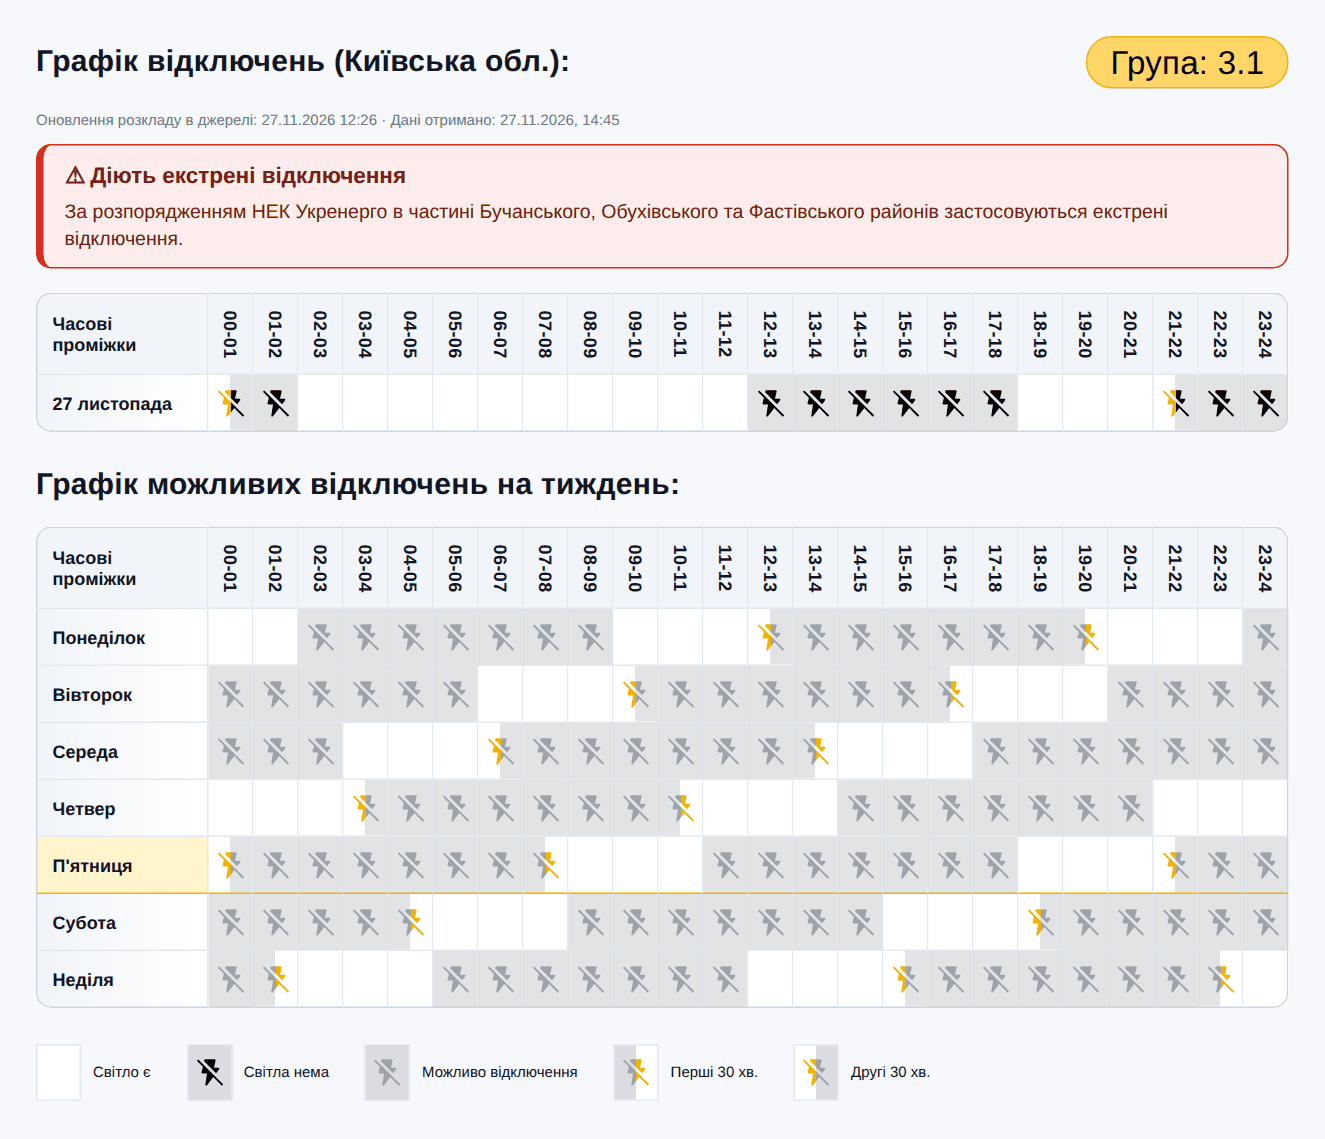 Графік відключень (Київська обл.):
Група: 3.1
Оновлення розкладу в джерелі: 27.11.2026 12:26 · Дані отримано: 27.11.2026, 14:45
⚠ Діють екстрені відключення
За розпорядженням НЕК Укренерго в частині Бучанського, Обухівського та Фастівського районів застосовуються екстрені
відключення.
Часові
проміжки
00-01 01-02 02-03 03-04 04-05 05-06 06-07 07-08 08-09 09-10 10-11 11-12 12-13 13-14 14-15 15-16 16-17 17-18 18-19 19-20 20-21 21-22 22-23 23-24
27 листопада
Графік можливих відключень на тиждень:
Часові
проміжки
00-01 01-02 02-03 03-04 04-05 05-06 06-07 07-08 08-09 09-10 10-11 11-12 12-13 13-14 14-15 15-16 16-17 17-18 18-19 19-20 20-21 21-22 22-23 23-24
Понеділок
Вівторок
Середа
Четвер
П'ятниця
Субота
Неділя
Світло є
Світла нема
Можливо відключення
Перші 30 хв.
Другі 30 хв.